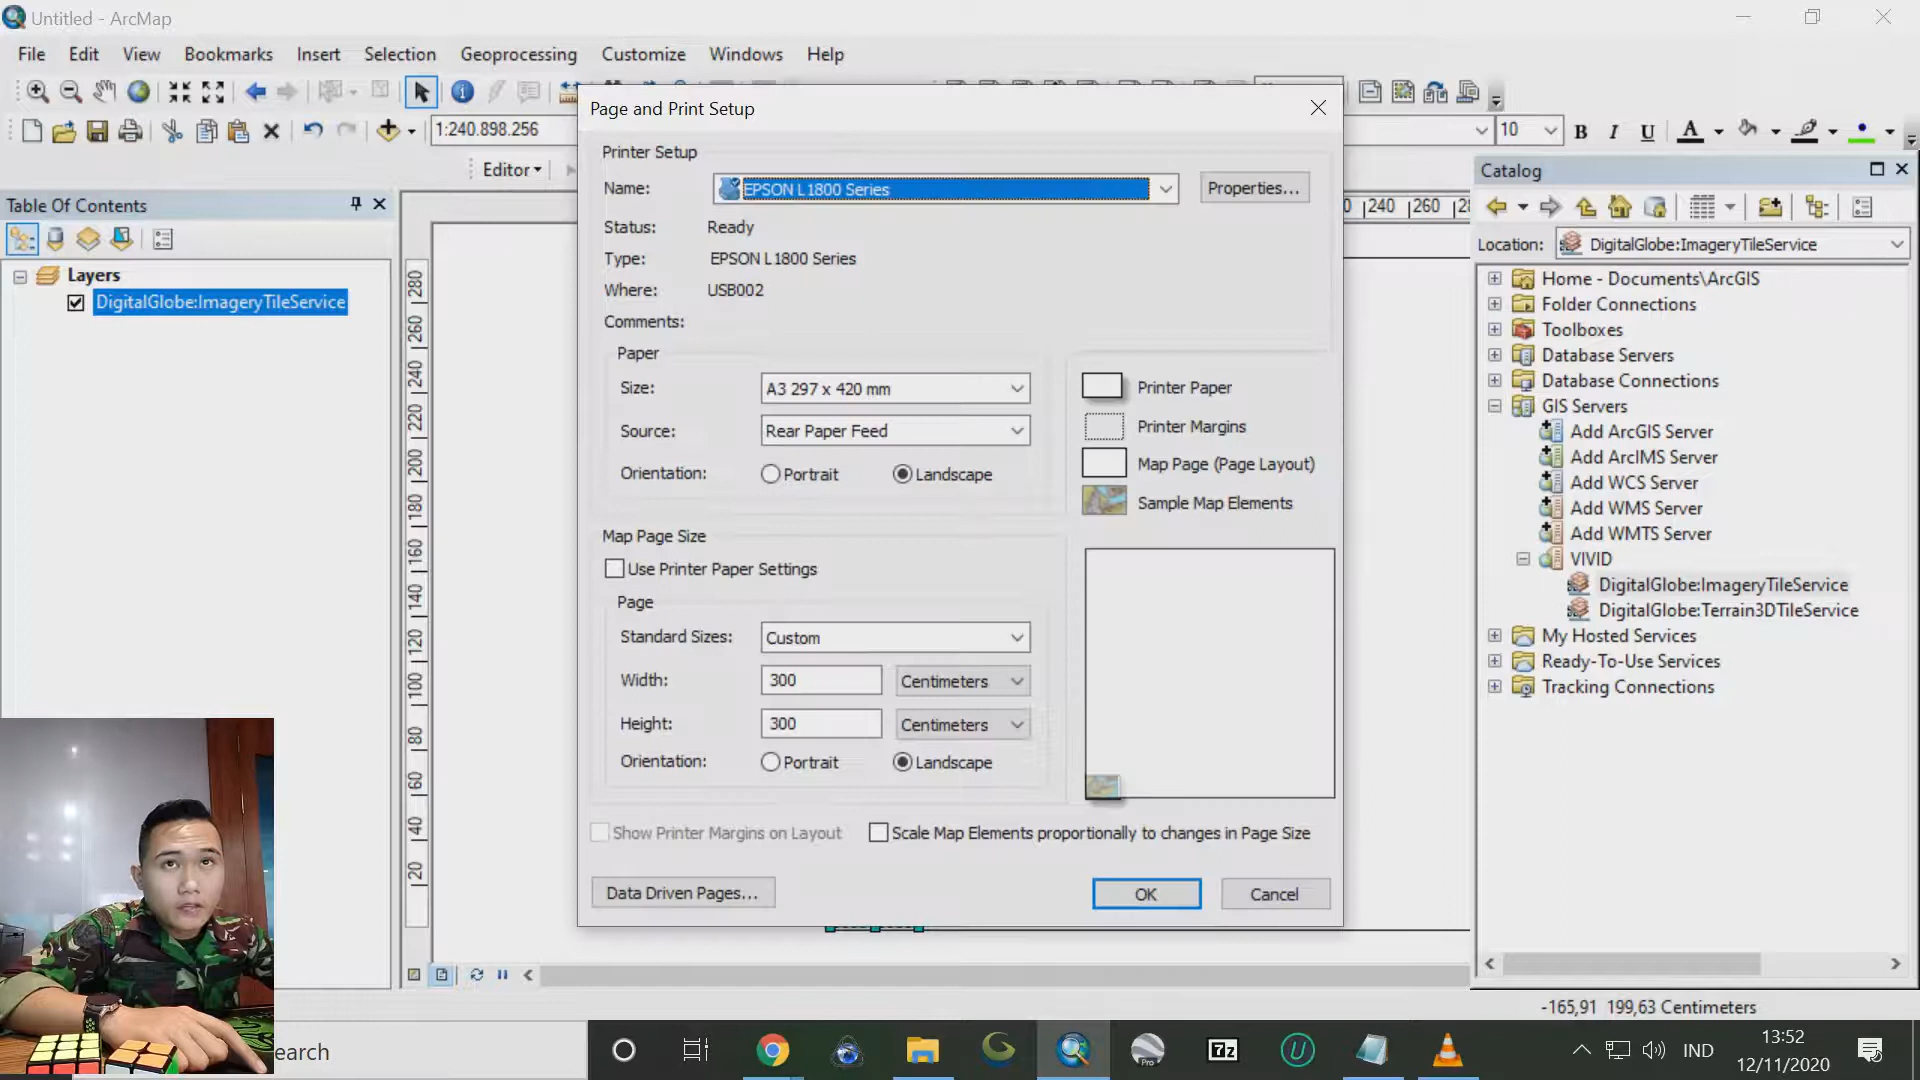 Untitled - ArcMap
File Edit View Bookmarks Insert Selection Geoprocessing Customize Windows Help
1:240.898.256
10 B I U A
Editor
Table Of Contents
Layers
DigitalGlobe:ImageryTileService
280
260
240
220
200
180
160
140
120
100
80
60
40
20
240 260
Page and Print Setup
Printer Setup
Name: EPSON L1800 Series Properties...
Status: Ready
Type: EPSON L1800 Series
Where: USB002
Comments:
Paper
Size: A3 297 x 420 mm
Source: Rear Paper Feed
Orientation: Portrait Landscape
Printer Paper
Printer Margins
Map Page (Page Layout)
Sample Map Elements
Map Page Size
Use Printer Paper Settings
Page
Standard Sizes: Custom
Width: 300 Centimeters
Height: 300 Centimeters
Orientation: Portrait Landscape
Show Printer Margins on Layout Scale Map Elements proportionally to changes in Page Size
Data Driven Pages... OK Cancel
Catalog
Location: DigitalGlobe:ImageryTileService
Home - Documents\ArcGIS
Folder Connections
Toolboxes
Database Servers
Database Connections
GIS Servers
Add ArcGIS Server
Add ArcIMS Server
Add WCS Server
Add WMS Server
Add WMTS Server
VIVID
DigitalGlobe:ImageryTileService
DigitalGlobe:Terrain3DTileService
My Hosted Services
Ready-To-Use Services
Tracking Connections
-165,91 199,63 Centimeters
earch
Pro
7z
U
IND
13:52
12/11/2020